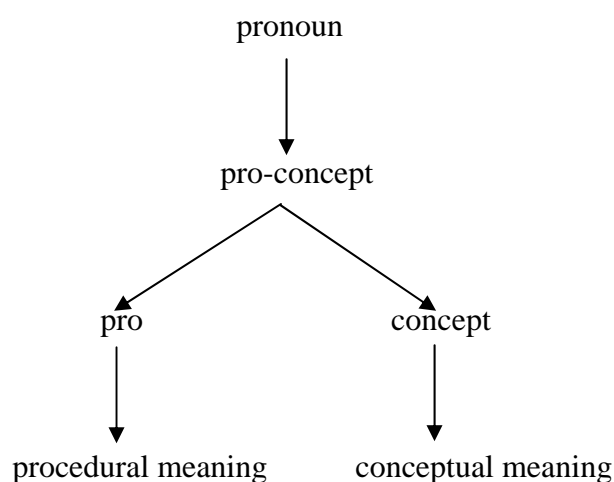 pronoun
pro-concept
pro concept
procedural meaning conceptual meaning